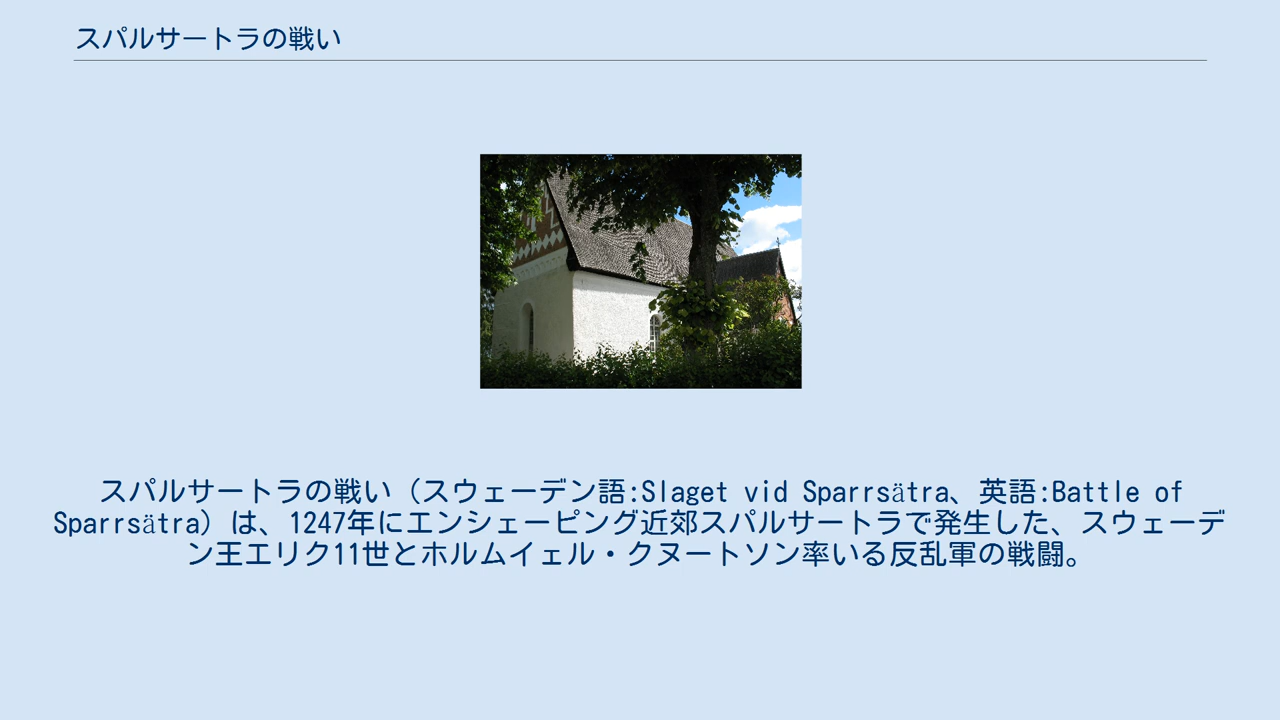 スパルサートラの戦い
スパルサートラの戦い（スウェーデン語:Slaget vid Sparrsätra、英語:Battle of
Sparrsätra）は、1247年にエンシェーピング近郊スパルサートラで発生した、スウェーデ
ン王エリク11世とホルムイェル・クヌートソン率いる反乱軍の戦闘。